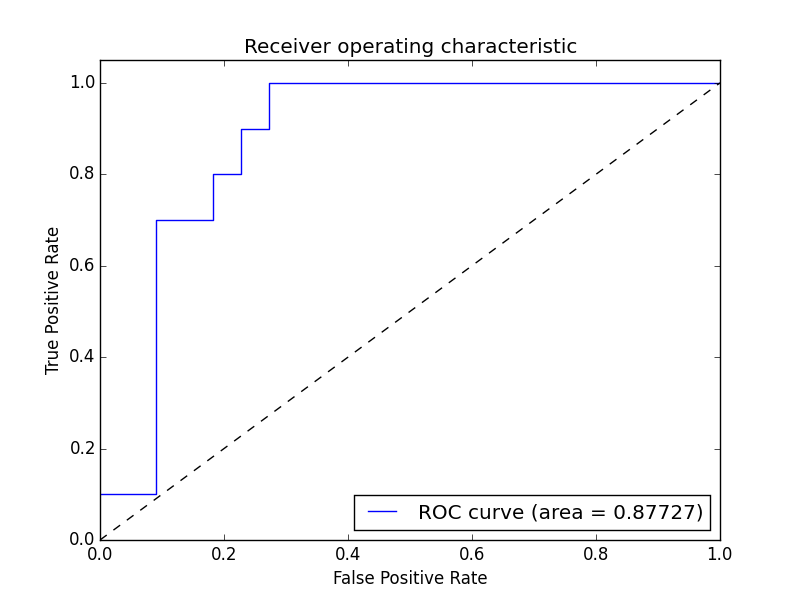 Receiver operating characteristic
True Positive Rate
1.0
0.8
0.6
0.4
0.2
0.0
ROC curve (area = 0.87727)
0.0 0.2 0.4 0.6 0.8 1.0
False Positive Rate